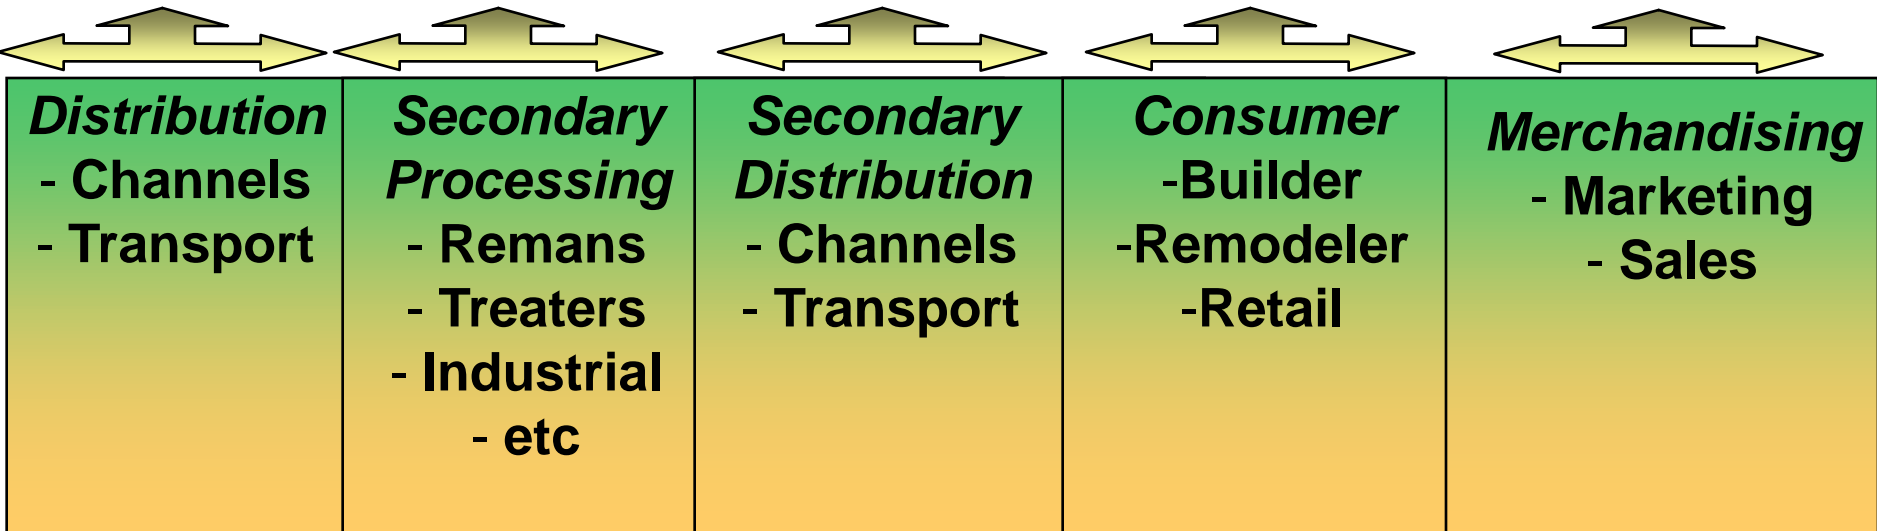 Distribution
- Channels
- Transport
Secondary
Processing
- Remans
- Treaters
- Industrial
- etc
Secondary
Distribution
- Channels
- Transport
Consumer
-Builder
-Remodeler
-Retail
Merchandising
- Marketing
- Sales